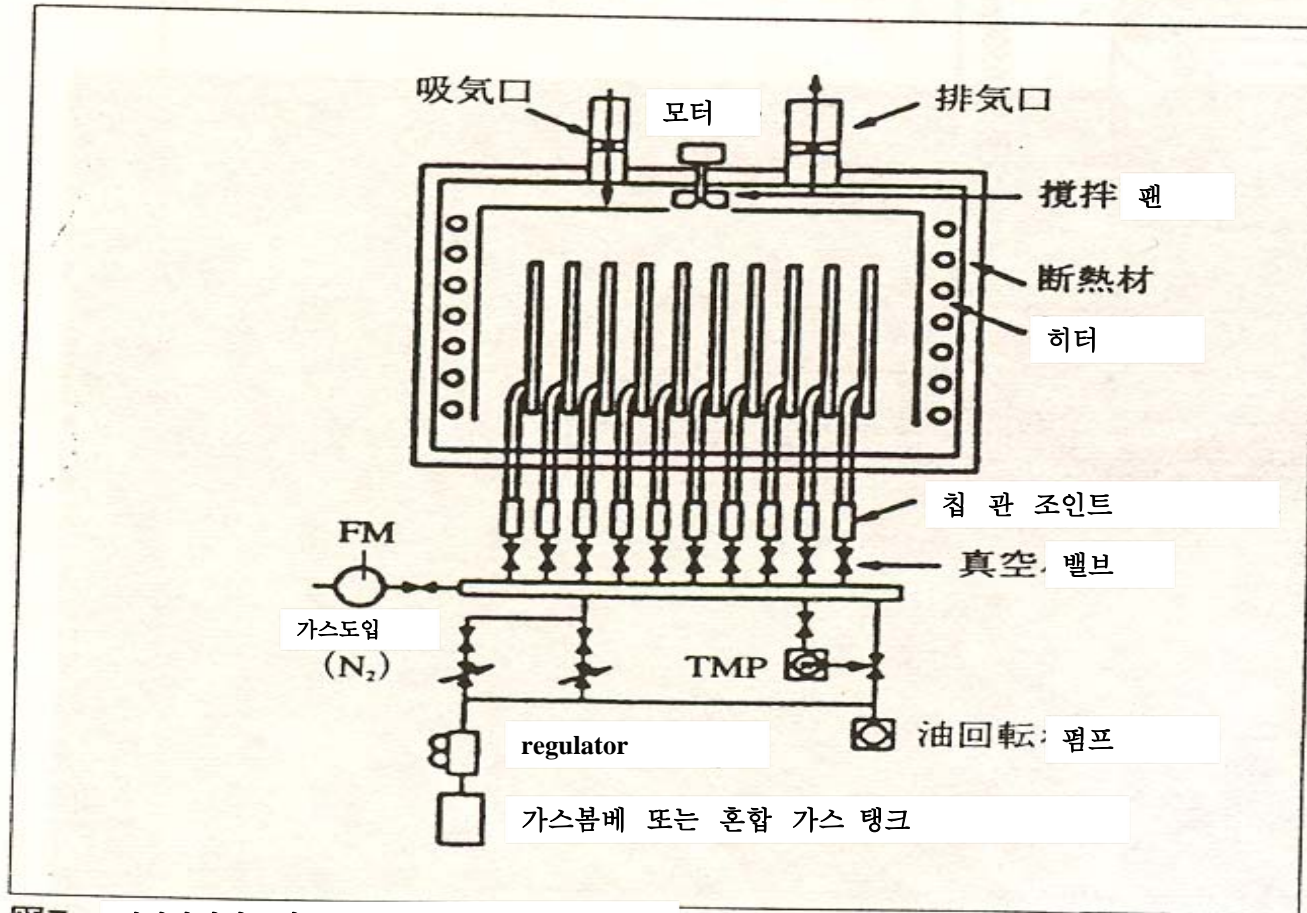 吸気口
모터
排気口
撹拌 팬
断熱材
히터
칩 관 조인트
真空 밸브
FM
가스도입
(N₂)
TMP
油回転 펌프
regulator
가스봄베 또는 혼합 가스 탱크